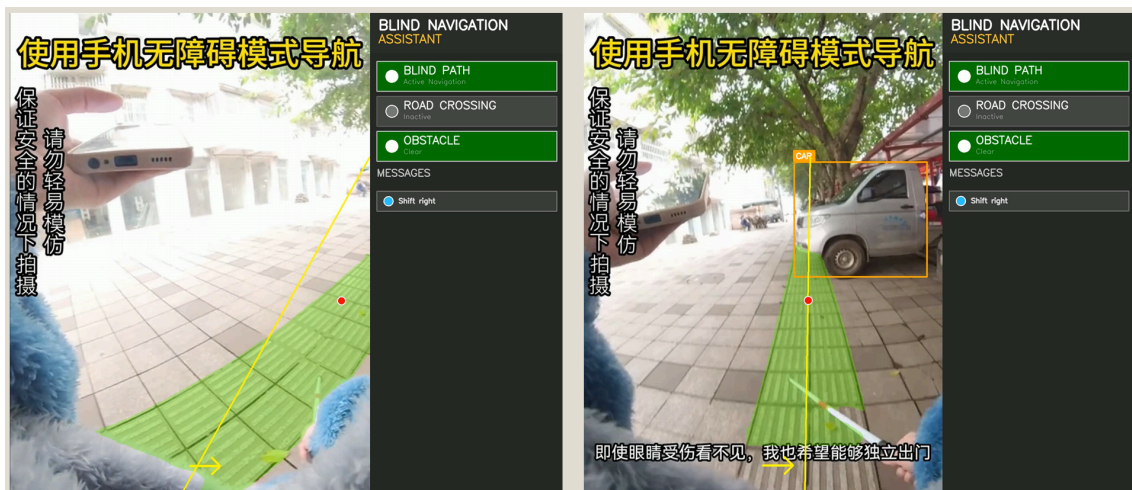 使用手机无障碍模式导航
保证安全的情况下拍摄
请勿轻易模仿
BLIND NAVIGATION
ASSISTANT
BLIND PATH
Active Navigation
ROAD CROSSING
Inactive
OBSTACLE
Clear
MESSAGES
Shift right
使用手机无障碍模式导航
保证安全的情况下拍摄
请勿轻易模仿
CAR
即使眼睛受伤看不见，我也希望能够独立出门
BLIND NAVIGATION
ASSISTANT
BLIND PATH
Active Navigation
ROAD CROSSING
Inactive
OBSTACLE
Clear
MESSAGES
Shift right